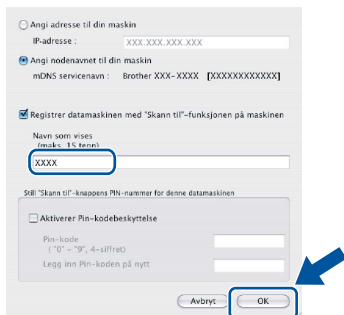 Angi adresse til din maskin
IP-adresse : XXX.XXX.XXX.XXX
Angi nodenavnet til din maskin
mDNS servicenavn : Brother XXX-XXXX [XXXXXXXXXXXX]
Registrer datamaskinen med "Skann til"-funksjonen på maskinen
Navn som vises
(maks. 15 tegn)
XXXX
Still "Skann til"-knappens PIN-nummer for denne datamaskinen
Aktiverer Pin-kodebeskyttelse
Pin-kode
( "0" - "9", 4-siffret)
Legg inn Pin-koden på nytt
Avbryt OK